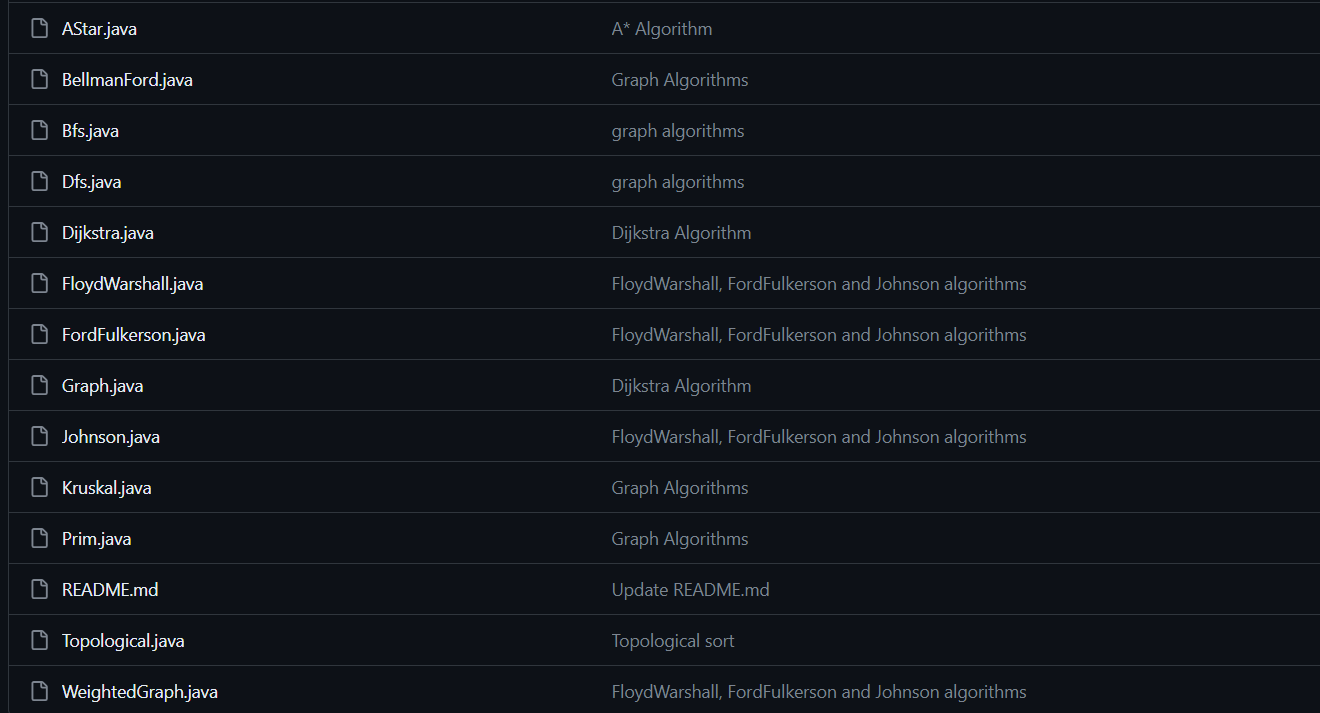 AStar.java A* Algorithm
BellmanFord.java Graph Algorithms
Bfs.java graph algorithms
Dfs.java graph algorithms
Dijkstra.java Dijkstra Algorithm
FloydWarshall.java FloydWarshall, FordFulkerson and Johnson algorithms
FordFulkerson.java FloydWarshall, FordFulkerson and Johnson algorithms
Graph.java Dijkstra Algorithm
Johnson.java FloydWarshall, FordFulkerson and Johnson algorithms
Kruskal.java Graph Algorithms
Prim.java Graph Algorithms
README.md Update README.md
Topological.java Topological sort
WeightedGraph.java FloydWarshall, FordFulkerson and Johnson algorithms